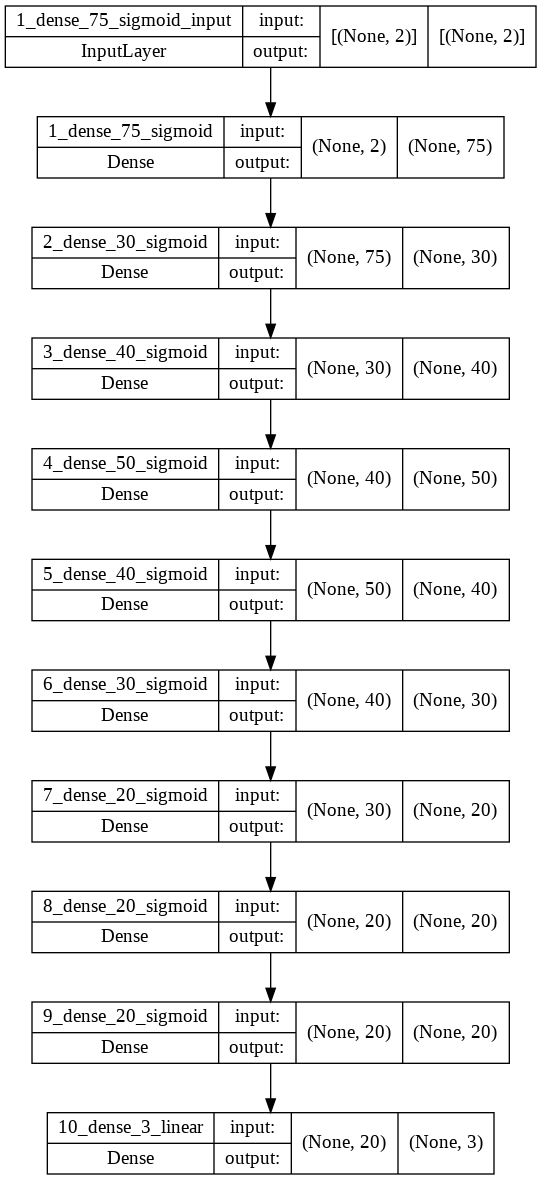 1_dense_75_sigmoid_input input: [(None, 2)] [(None, 2)]
InputLayer output:
1_dense_75_sigmoid input: (None, 2) (None, 75)
Dense output:
2_dense_30_sigmoid input: (None, 75) (None, 30)
Dense output:
3_dense_40_sigmoid input: (None, 30) (None, 40)
Dense output:
4_dense_50_sigmoid input: (None, 40) (None, 50)
Dense output:
5_dense_40_sigmoid input: (None, 50) (None, 40)
Dense output:
6_dense_30_sigmoid input: (None, 40) (None, 30)
Dense output:
7_dense_20_sigmoid input: (None, 30) (None, 20)
Dense output:
8_dense_20_sigmoid input: (None, 20) (None, 20)
Dense output:
9_dense_20_sigmoid input: (None, 20) (None, 20)
Dense output:
10_dense_3_linear input: (None, 20) (None, 3)
Dense output: